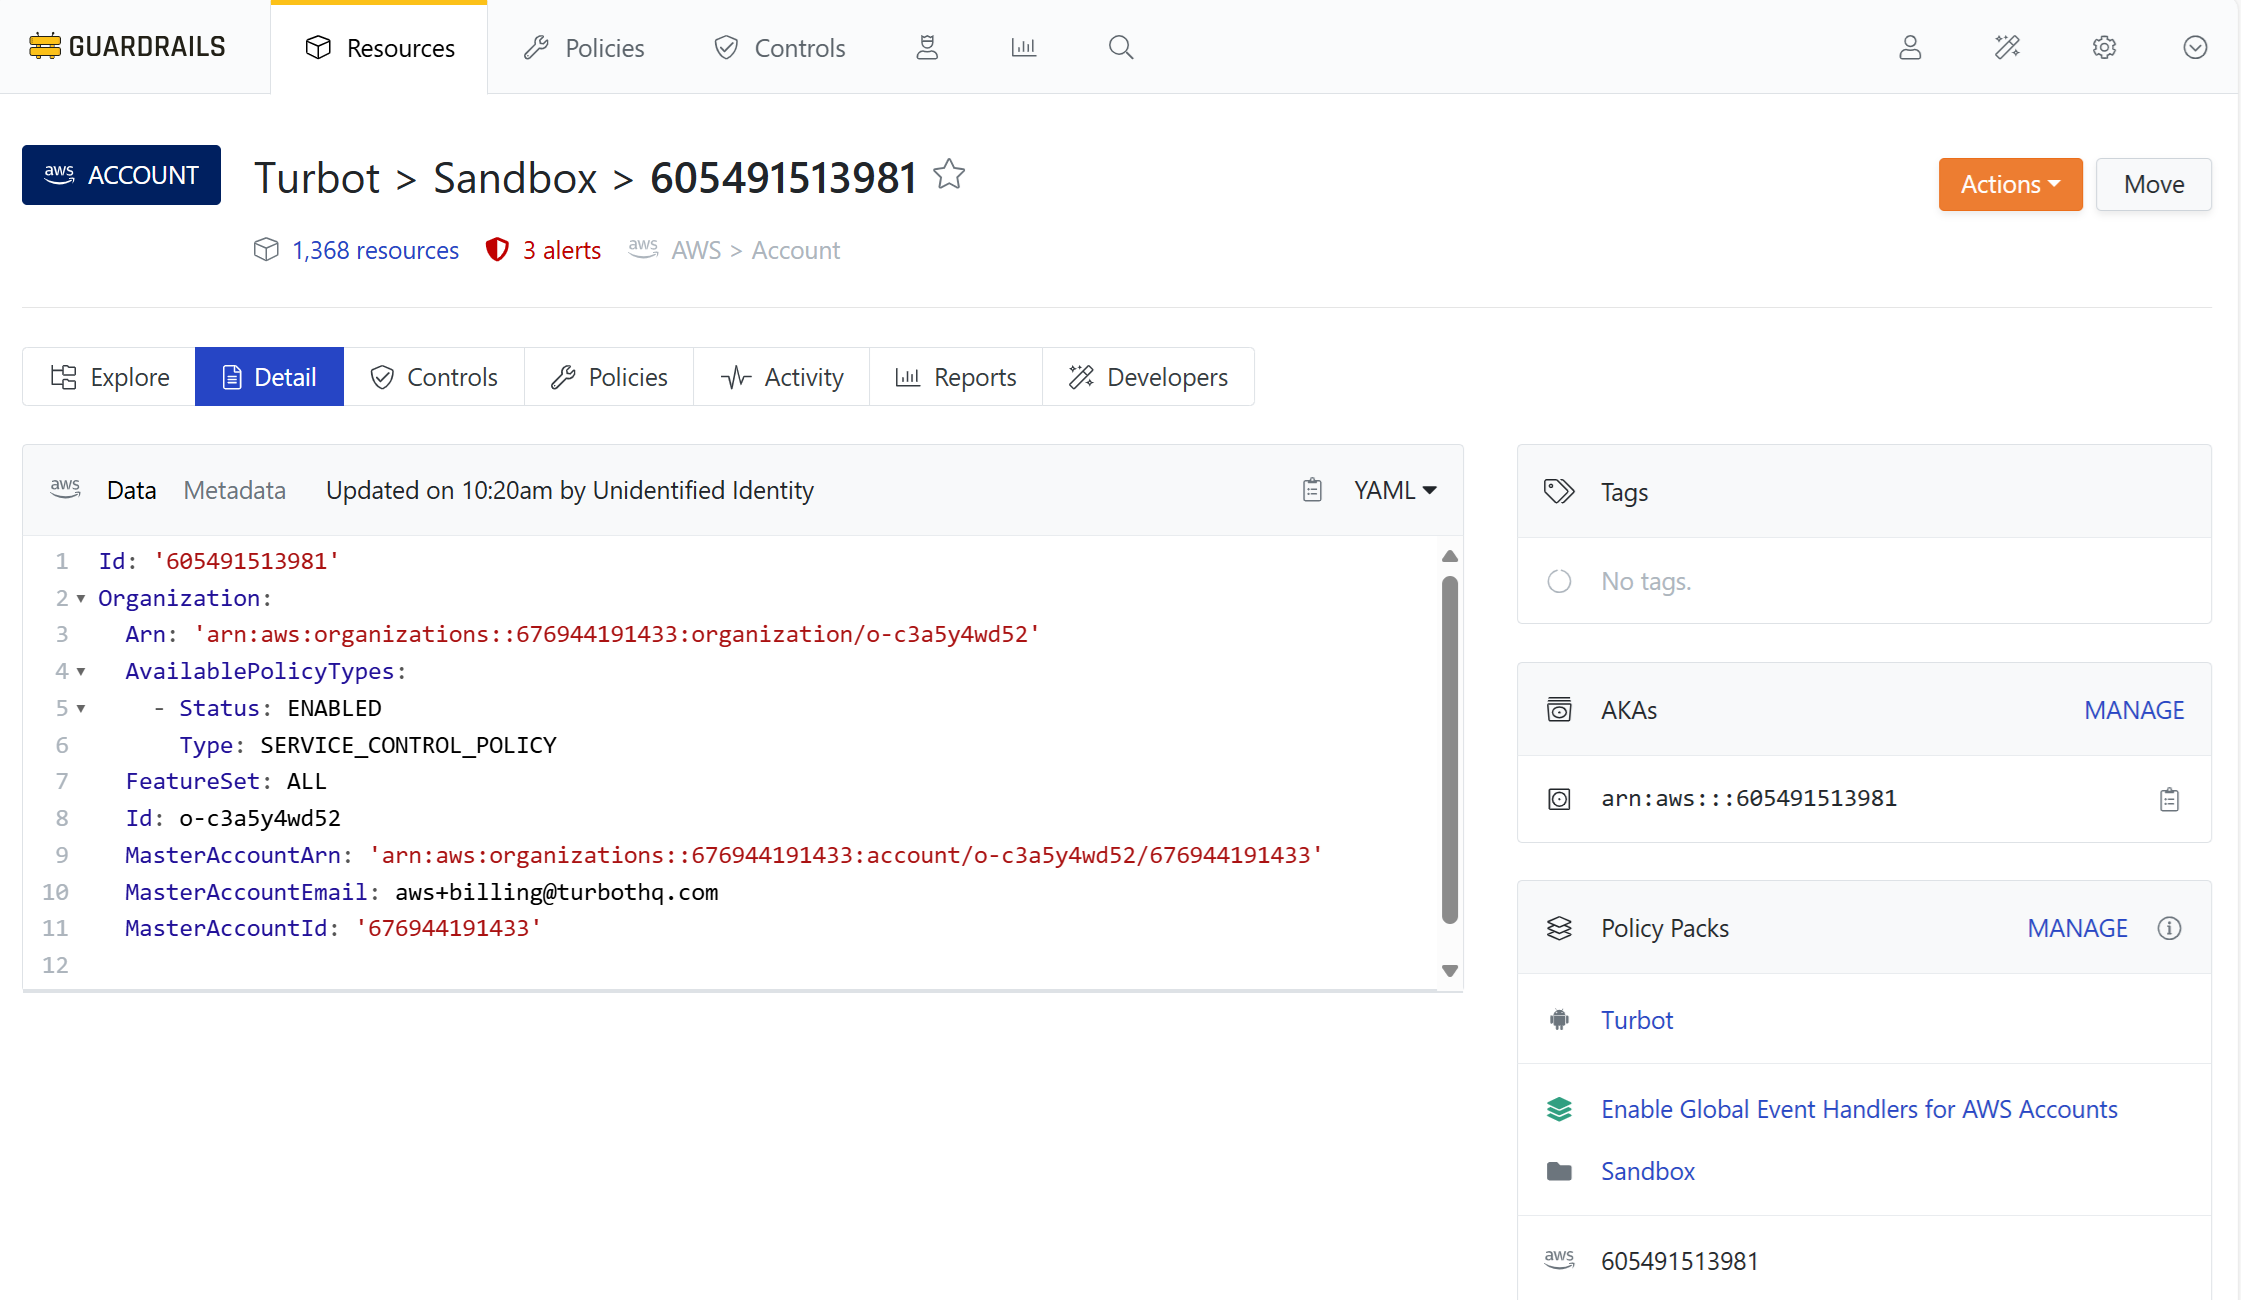 GUARDRAILS
Resources
Policies
Controls
aws ACCOUNT
Turbot > Sandbox > 605491513981
Actions
Move
1,368 resources
3 alerts
aws AWS > Account
Explore
Detail
Controls
Policies
Activity
Reports
Developers
aws Data Metadata Updated on 10:20am by Unidentified Identity
YAML
1 Id: '605491513981'
2 Organization:
3 Arn: 'arn:aws:organizations::676944191433:organization/o-c3a5y4wd52'
4 AvailablePolicyTypes:
5 - Status: ENABLED
6 Type: SERVICE_CONTROL_POLICY
7 FeatureSet: ALL
8 Id: o-c3a5y4wd52
9 MasterAccountArn: 'arn:aws:organizations::676944191433:account/o-c3a5y4wd52/676944191433'
10 MasterAccountEmail: aws+billing@turbothq.com
11 MasterAccountId: '676944191433'
12
Tags
No tags.
AKAs MANAGE
arn:aws:::605491513981
Policy Packs MANAGE
Turbot
Enable Global Event Handlers for AWS Accounts
Sandbox
aws 605491513981